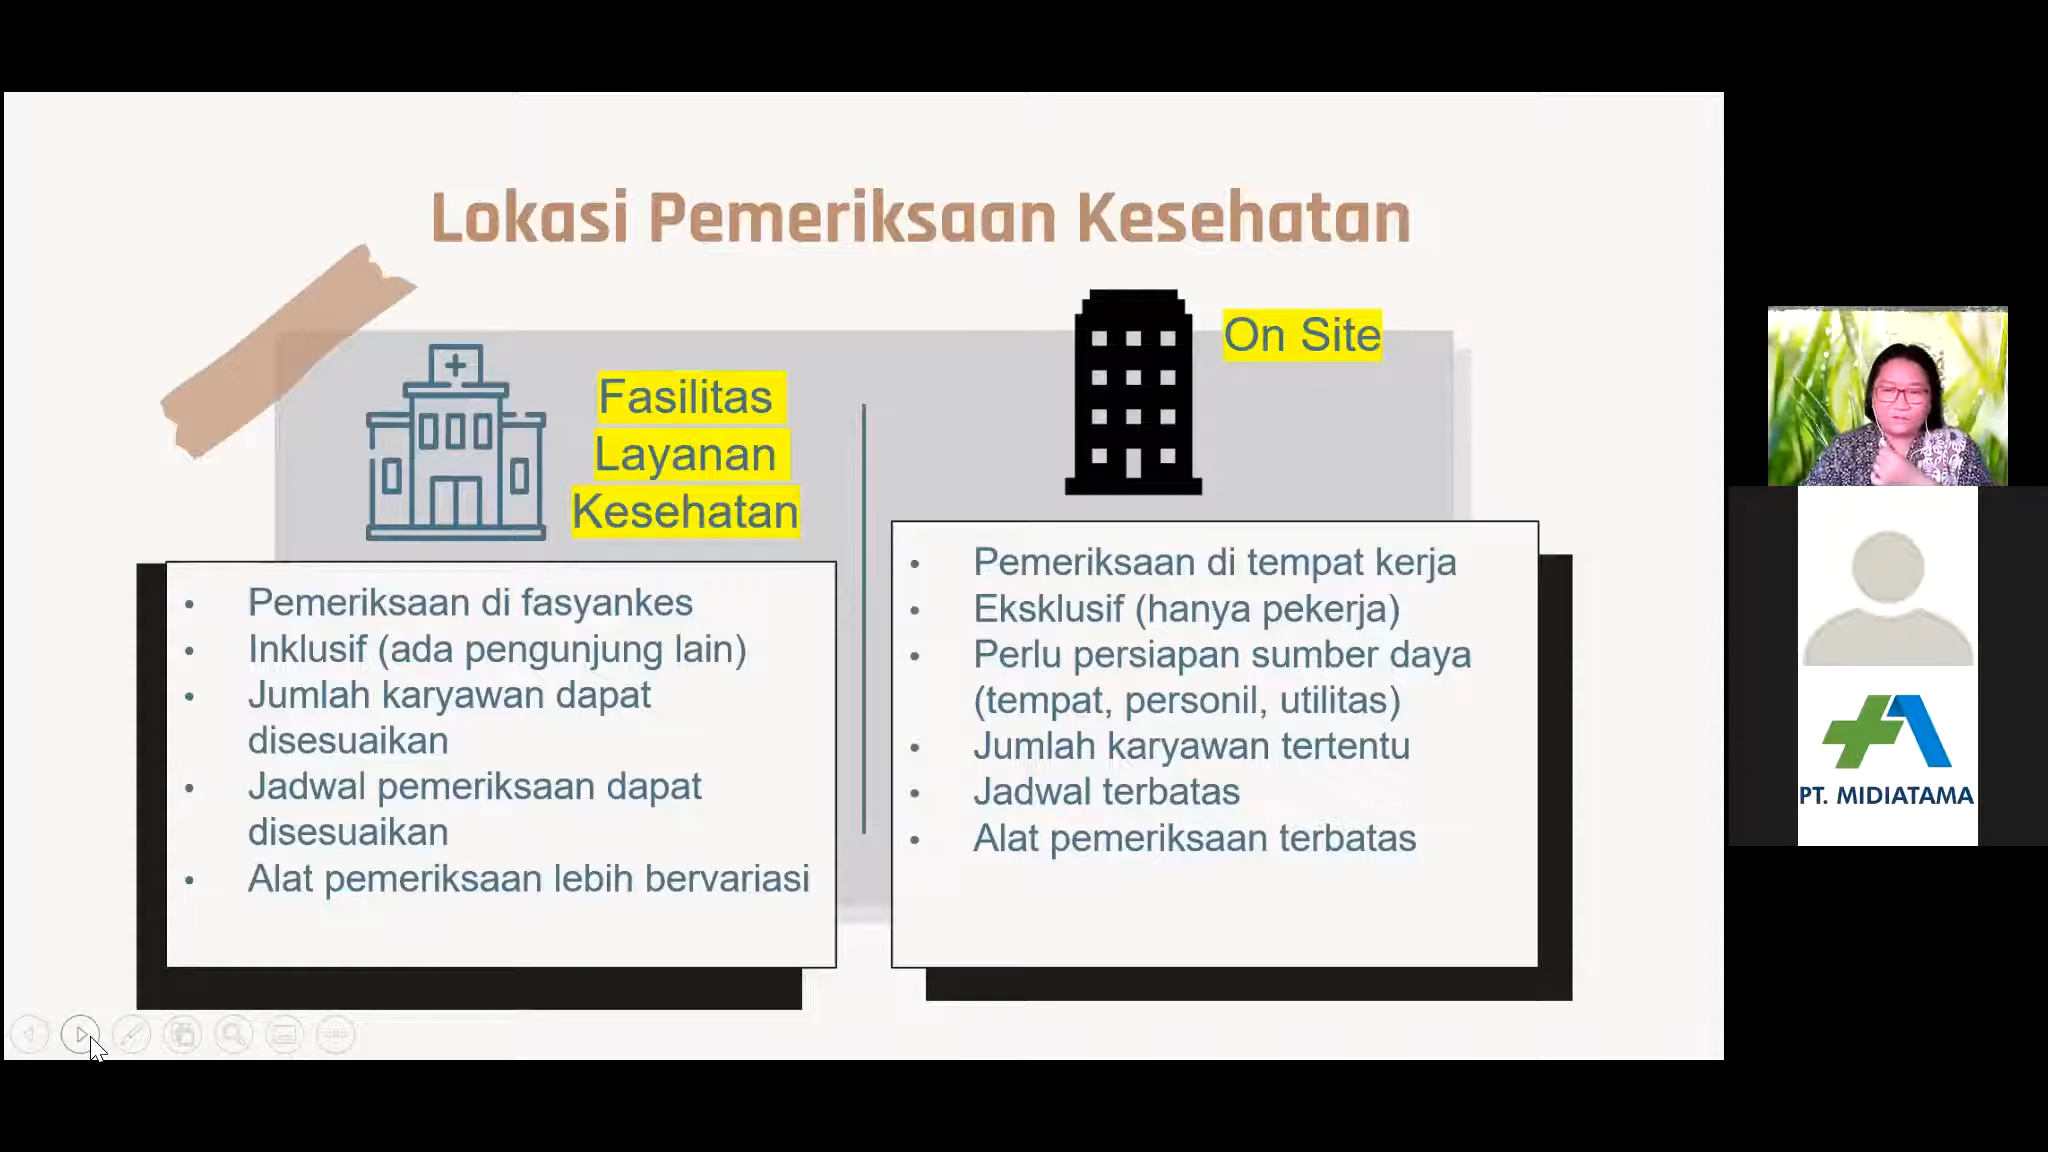 Lokasi Pemeriksaan Kesehatan
Fasilitas
Layanan
Kesehatan
• Pemeriksaan di fasyankes
• Inklusif (ada pengunjung lain)
• Jumlah karyawan dapat
disesuaikan
• Jadwal pemeriksaan dapat
disesuaikan
• Alat pemeriksaan lebih bervariasi
On Site
• Pemeriksaan di tempat kerja
• Eksklusif (hanya pekerja)
• Perlu persiapan sumber daya
(tempat, personil, utilitas)
• Jumlah karyawan tertentu
• Jadwal terbatas
• Alat pemeriksaan terbatas
PT. MIDIATAMA